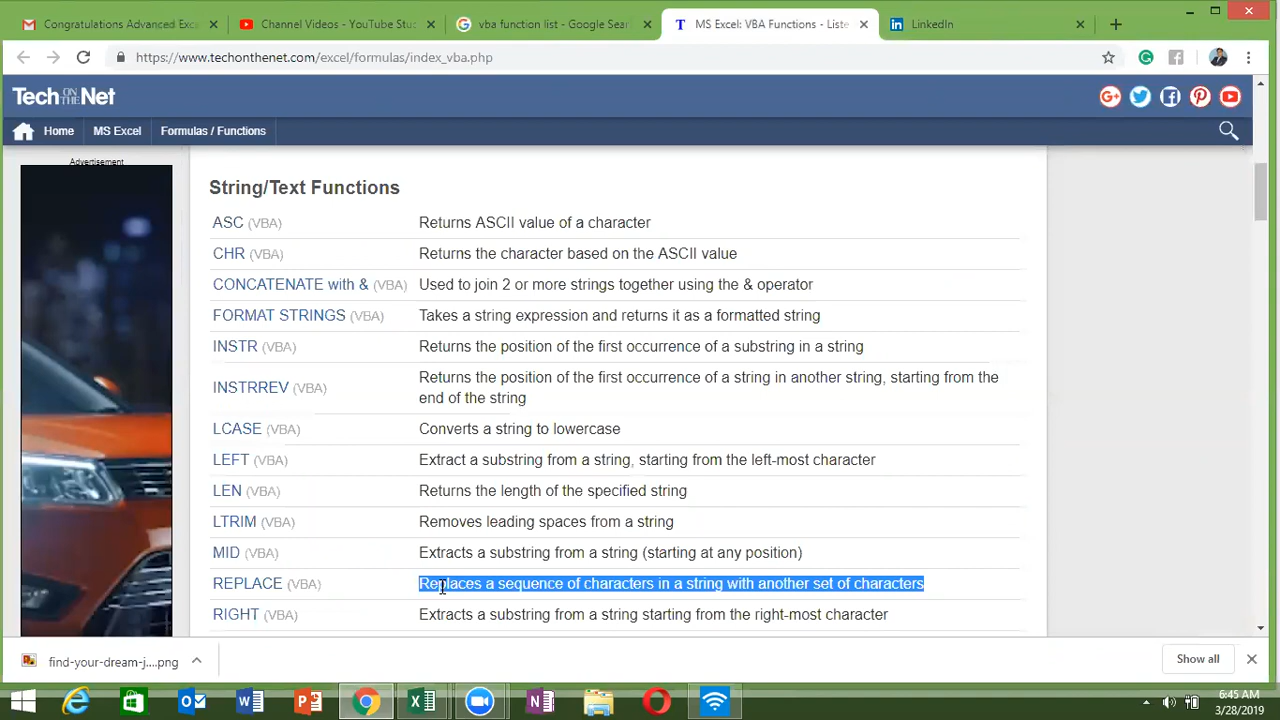 Congratulations Advanced Exce
Channel Videos - YouTube Stud
vba function list - Google Sear
MS Excel: VBA Functions - Liste
LinkedIn
https://www.techonthenet.com/excel/formulas/index_vba.php
Tech ON THE Net
Home
MS Excel
Formulas / Functions
Advertisement
String/Text Functions
ASC (VBA) Returns ASCII value of a character
CHR (VBA) Returns the character based on the ASCII value
CONCATENATE with & (VBA) Used to join 2 or more strings together using the & operator
FORMAT STRINGS (VBA) Takes a string expression and returns it as a formatted string
INSTR (VBA) Returns the position of the first occurrence of a substring in a string
INSTRREV (VBA) Returns the position of the first occurrence of a string in another string, starting from the
end of the string
LCASE (VBA) Converts a string to lowercase
LEFT (VBA) Extract a substring from a string, starting from the left-most character
LEN (VBA) Returns the length of the specified string
LTRIM (VBA) Removes leading spaces from a string
MID (VBA) Extracts a substring from a string (starting at any position)
REPLACE (VBA) Replaces a sequence of characters in a string with another set of characters
RIGHT (VBA) Extracts a substring from a string starting from the right-most character
find-your-dream-j....png
Show all
6:45 AM
3/28/2019